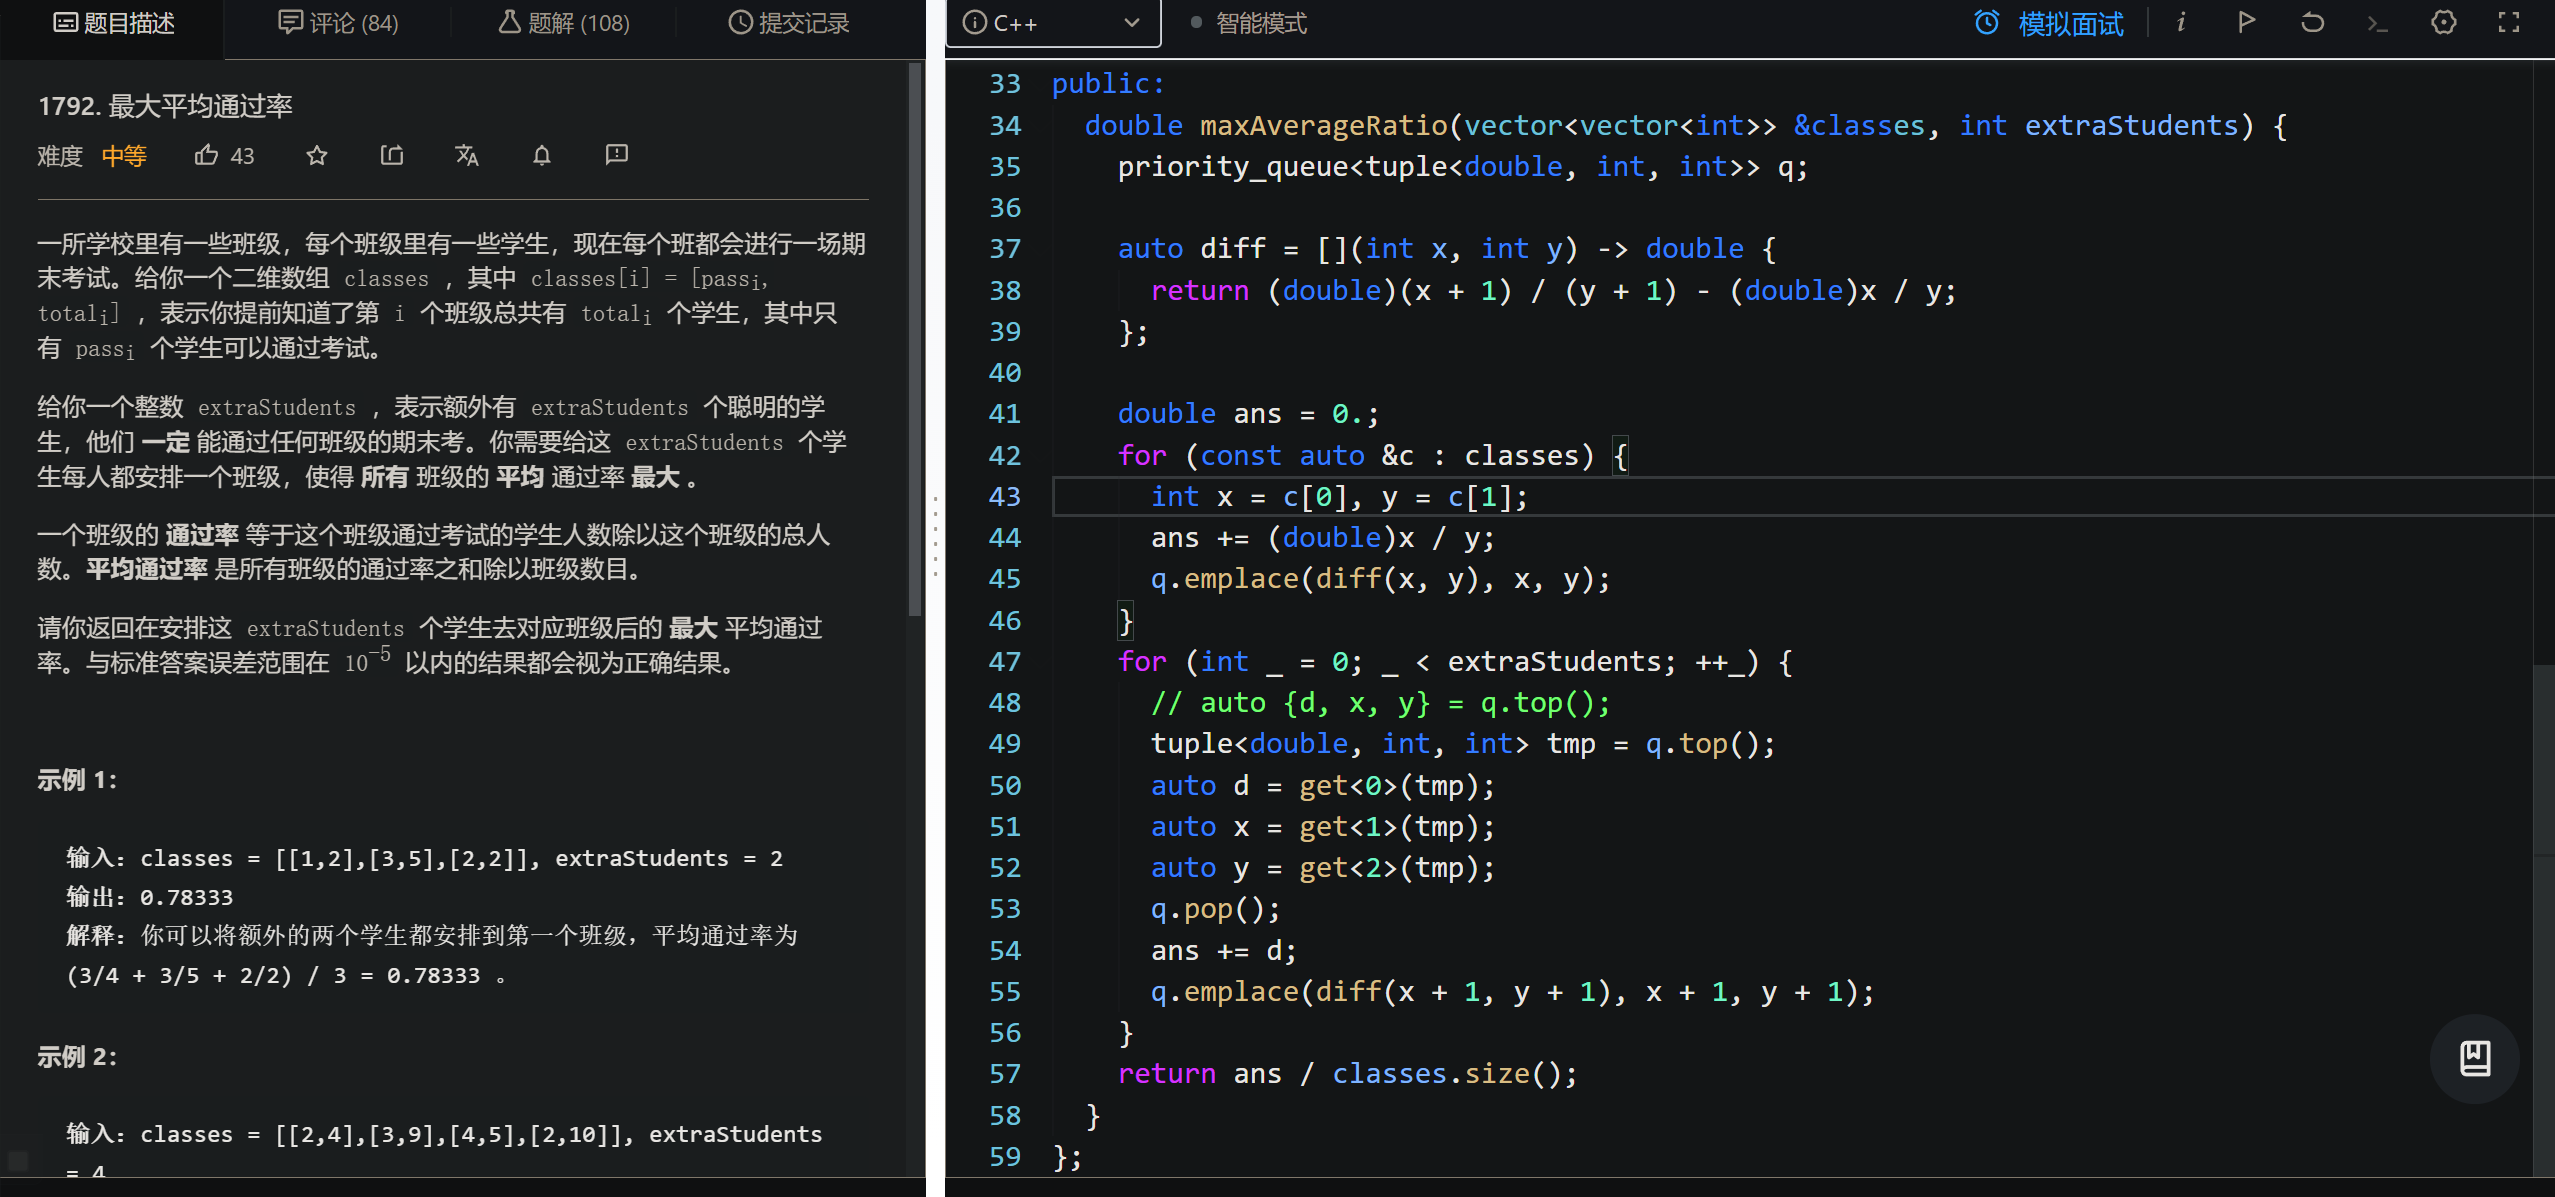 题目描述
评论 (84)
题解 (108)
提交记录
1792. 最大平均通过率
难度 中等 43
一所学校里有一些班级，每个班级里有一些学生，现在每个班都会进行一场期
末考试。给你一个二维数组 classes ，其中 classes[i] = [passi,
totali] ，表示你提前知道了第 i 个班级总共有 totali 个学生，其中只
有 passi 个学生可以通过考试。
给你一个整数 extraStudents ，表示额外有 extraStudents 个聪明的学
生，他们 一定 能通过任何班级的期末考。你需要给这 extraStudents 个学
生每人都安排一个班级，使得 所有 班级的 平均 通过率 最大 。
一个班级的 通过率 等于这个班级通过考试的学生人数除以这个班级的总人
数。平均通过率 是所有班级的通过率之和除以班级数目。
请你返回在安排这 extraStudents 个学生去对应班级后的 最大 平均通过
率。与标准答案误差范围在 10^-5 以内的结果都会视为正确结果。
示例 1：
输入：classes = [[1,2],[3,5],[2,2]], extraStudents = 2
输出：0.78333
解释：你可以将额外的两个学生都安排到第一个班级，平均通过率为
(3/4 + 3/5 + 2/2) / 3 = 0.78333 。
示例 2：
输入：classes = [[2,4],[3,9],[4,5],[2,10]], extraStudents
= 4
C++
智能模式
模拟面试
33 public:
34   double maxAverageRatio(vector<vector<int>> &classes, int extraStudents) {
35     priority_queue<tuple<double, int, int>> q;
36
37     auto diff = [](int x, int y) -> double {
38       return (double)(x + 1) / (y + 1) - (double)x / y;
39     };
40
41     double ans = 0.;
42     for (const auto &c : classes) {
43       int x = c[0], y = c[1];
44       ans += (double)x / y;
45       q.emplace(diff(x, y), x, y);
46     }
47     for (int _ = 0; _ < extraStudents; ++_) {
48       // auto {d, x, y} = q.top();
49       tuple<double, int, int> tmp = q.top();
50       auto d = get<0>(tmp);
51       auto x = get<1>(tmp);
52       auto y = get<2>(tmp);
53       q.pop();
54       ans += d;
55       q.emplace(diff(x + 1, y + 1), x + 1, y + 1);
56     }
57     return ans / classes.size();
58   }
59 };